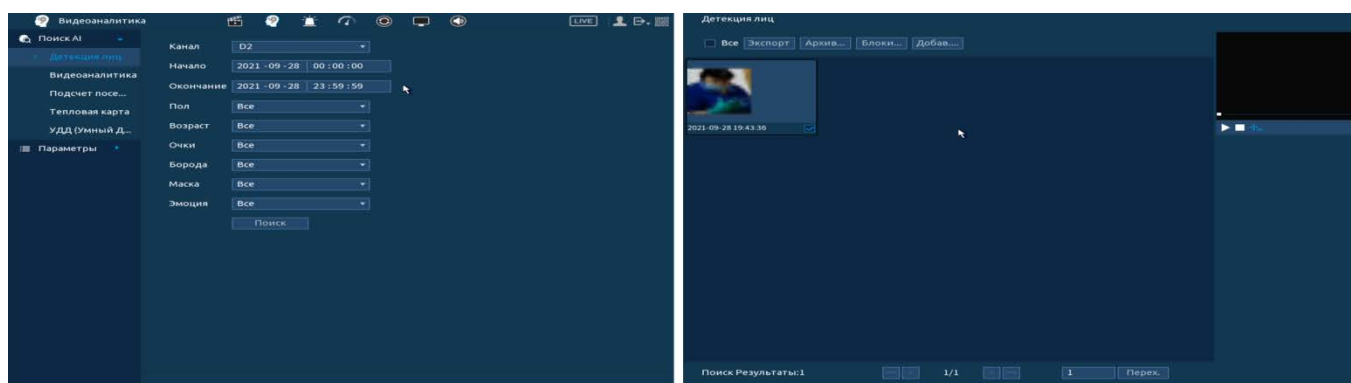 Видеоаналитика
LIVE
Поиск AI
Детекция лиц
Видеоаналитика
Подсчет посе...
Тепловая карта
УДД (Умный Д...
Параметры
Канал D2
Начало 2021 -09 -28 00 :00 :00
Окончание 2021 -09 -28 23 :59 :59
Пол Все
Возраст Все
Очки Все
Борода Все
Маска Все
Эмоция Все
Поиск
Детекция лиц
Все Экспорт Архив... Блоки... Добав....
2021-09-28 19:43:36
Поиск Результаты:1 1/1 1 Перех.